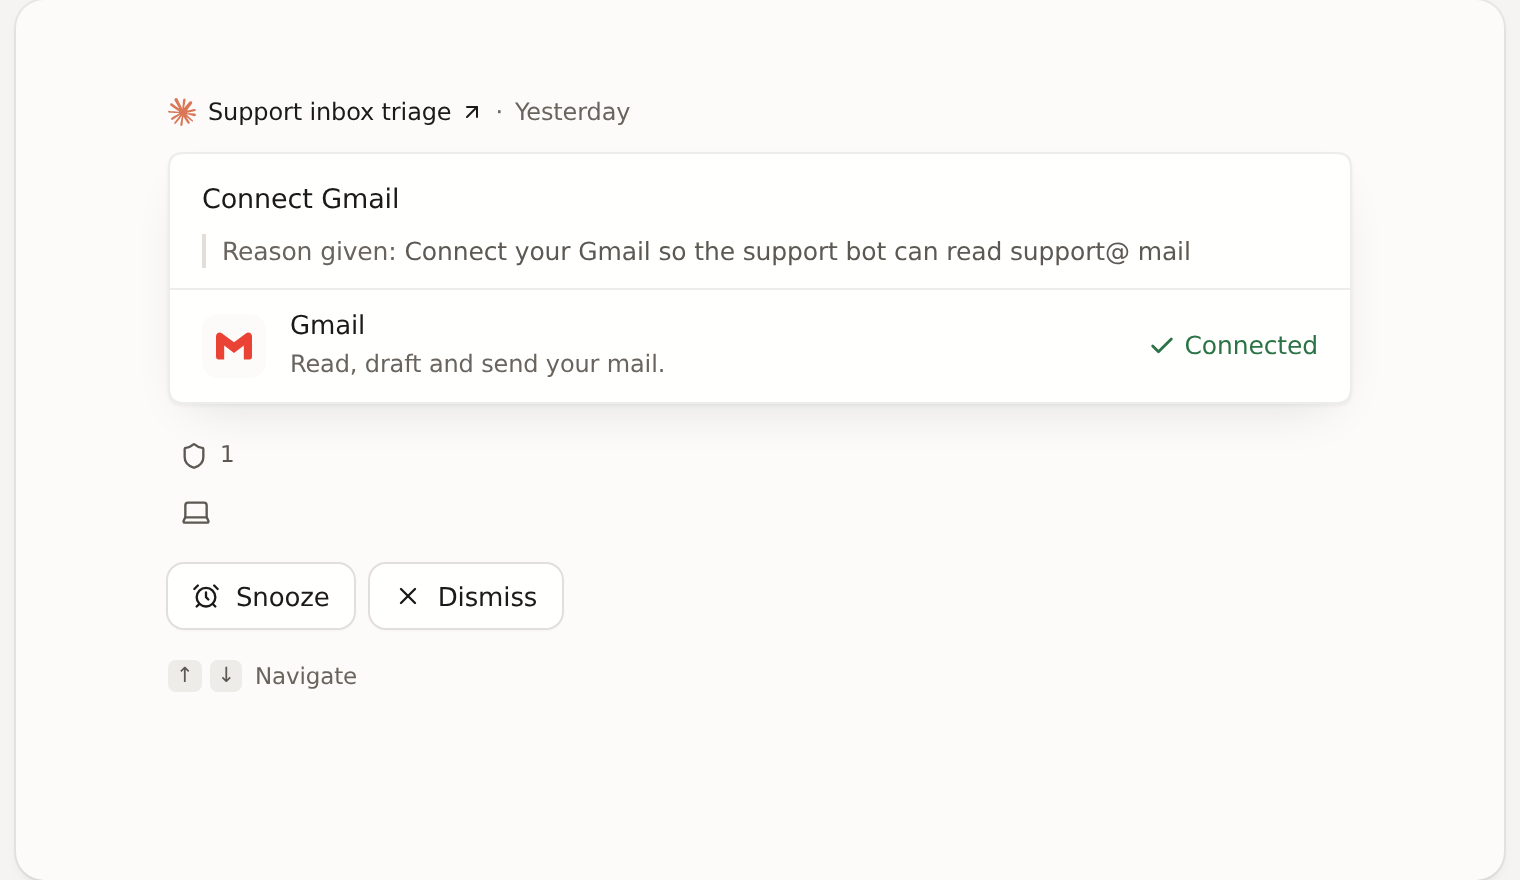 Support inbox triage ↗ · Yesterday
Connect Gmail
Reason given: Connect your Gmail so the support bot can read support@ mail
Gmail
Read, draft and send your mail.
Connected
1
Snooze
Dismiss
↑ ↓ Navigate